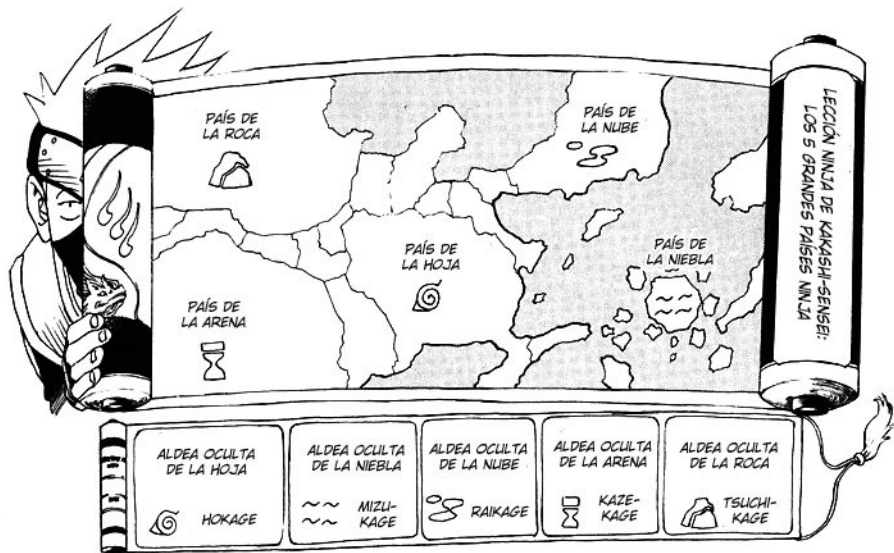 LECCIÓN NINJA DE KAKASHI-SENSEI:
LOS 5 GRANDES PAÍSES NINJA
PAÍS DE
LA ROCA
PAÍS DE
LA NUBE
PAÍS DE
LA HOJA
PAÍS DE
LA NIEBLA
PAÍS DE
LA ARENA
ALDEA OCULTA
DE LA HOJA
HOKAGE
ALDEA OCULTA
DE LA NIEBLA
MIZU-
KAGE
ALDEA OCULTA
DE LA NUBE
RAIKAGE
ALDEA OCULTA
DE LA ARENA
KAZE-
KAGE
ALDEA OCULTA
DE LA ROCA
TSUCHI-
KAGE